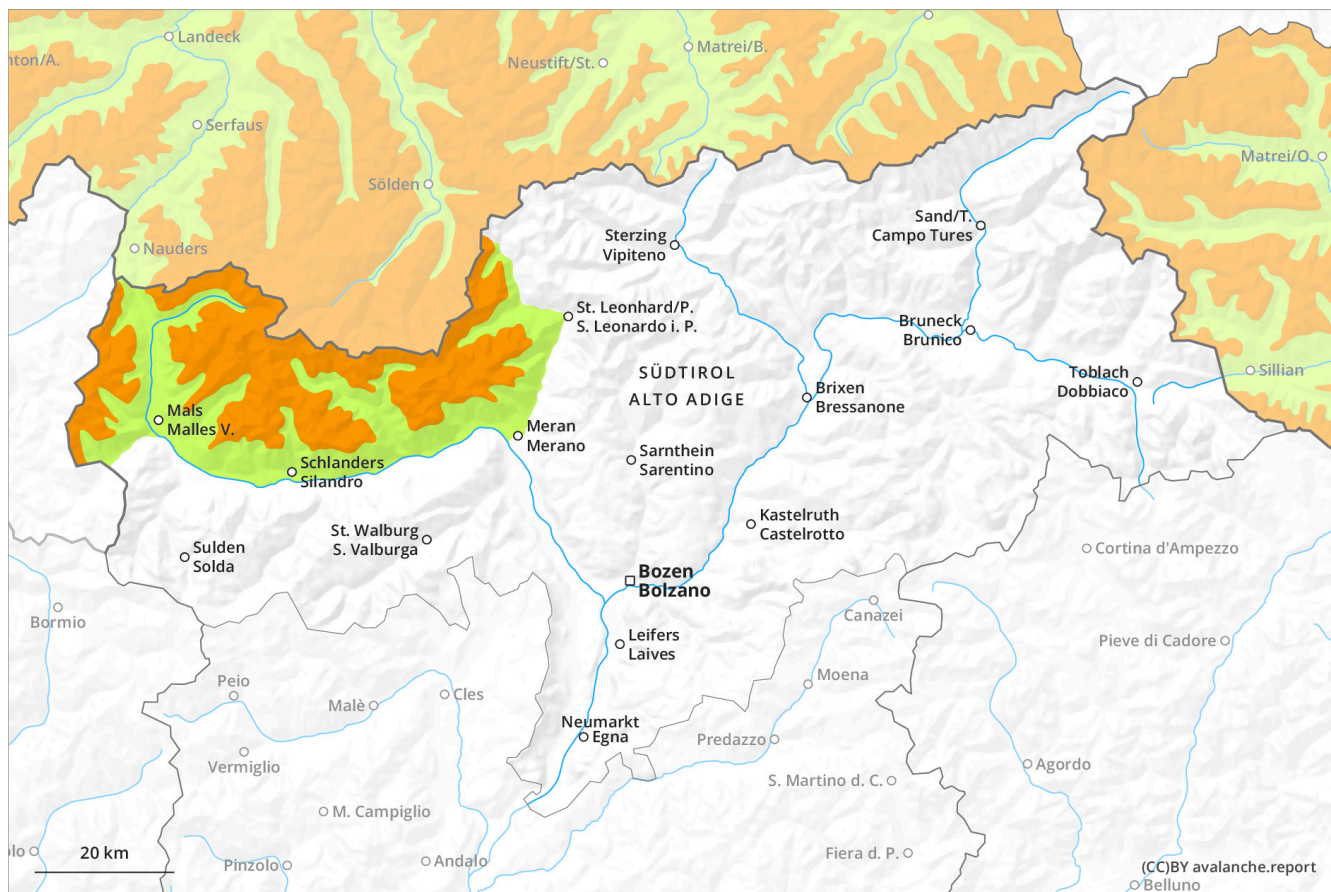 Landeck
nton/A.
Neustift/St.
Matrei/B.
Serfaus
Matrei/O.
Sölden
Nauders
Sterzing
Vipiteno
Sand/T.
Campo Tures
St. Leonhard/P.
S. Leonardo i. P.
Bruneck
Brunico
SÜDTIROL
ALTO ADIGE
Toblach
Dobbiaco
Sillian
Brixen
Bressanone
Mals
Malles V.
Meran
Merano
Sarnthein
Sarentino
Schlanders
Silandro
Kastelruth
Castelrotto
St. Walburg
S. Valburga
Sulden
Solda
Cortina d'Ampezzo
Bozen
Bolzano
Bormio
Canazei
Leifers
Laives
Pieve di Cadore
Peio
Malè
Cles
Moena
Neumarkt
Egna
Predazzo
Vermiglio
Agordo
S. Martino d. C.
M. Campiglio
olo
20 km
Pinzolo
Andalo
Fiera d. P.
(CC)BY avalanche.report
Belluno